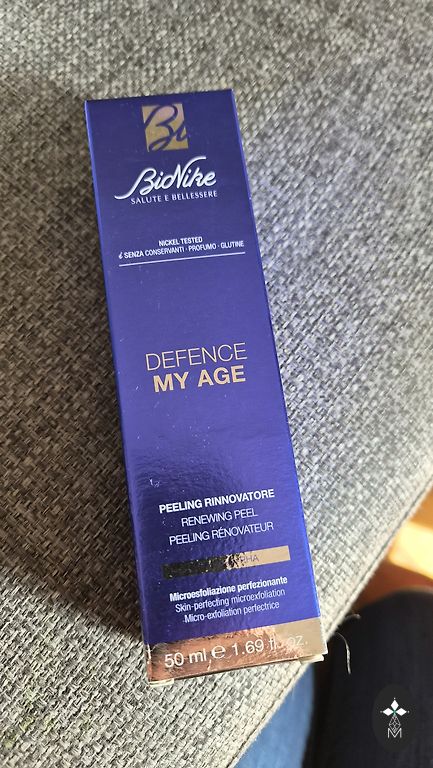 Bi
BioNike
SALUTE E BELLESSERE
NICKEL TESTED
SENZA CONSERVANTI · PROFUMO · GLUTINE
DEFENCE
MY AGE
PEELING RINNOVATORE
RENEWING PEEL
PEELING RÉNOVATEUR
Microesfoliazione perfezionante
Skin-perfecting microexfoliation
Micro-exfoliation perfectrice
50 ml e 1.69 fl. oz.
M